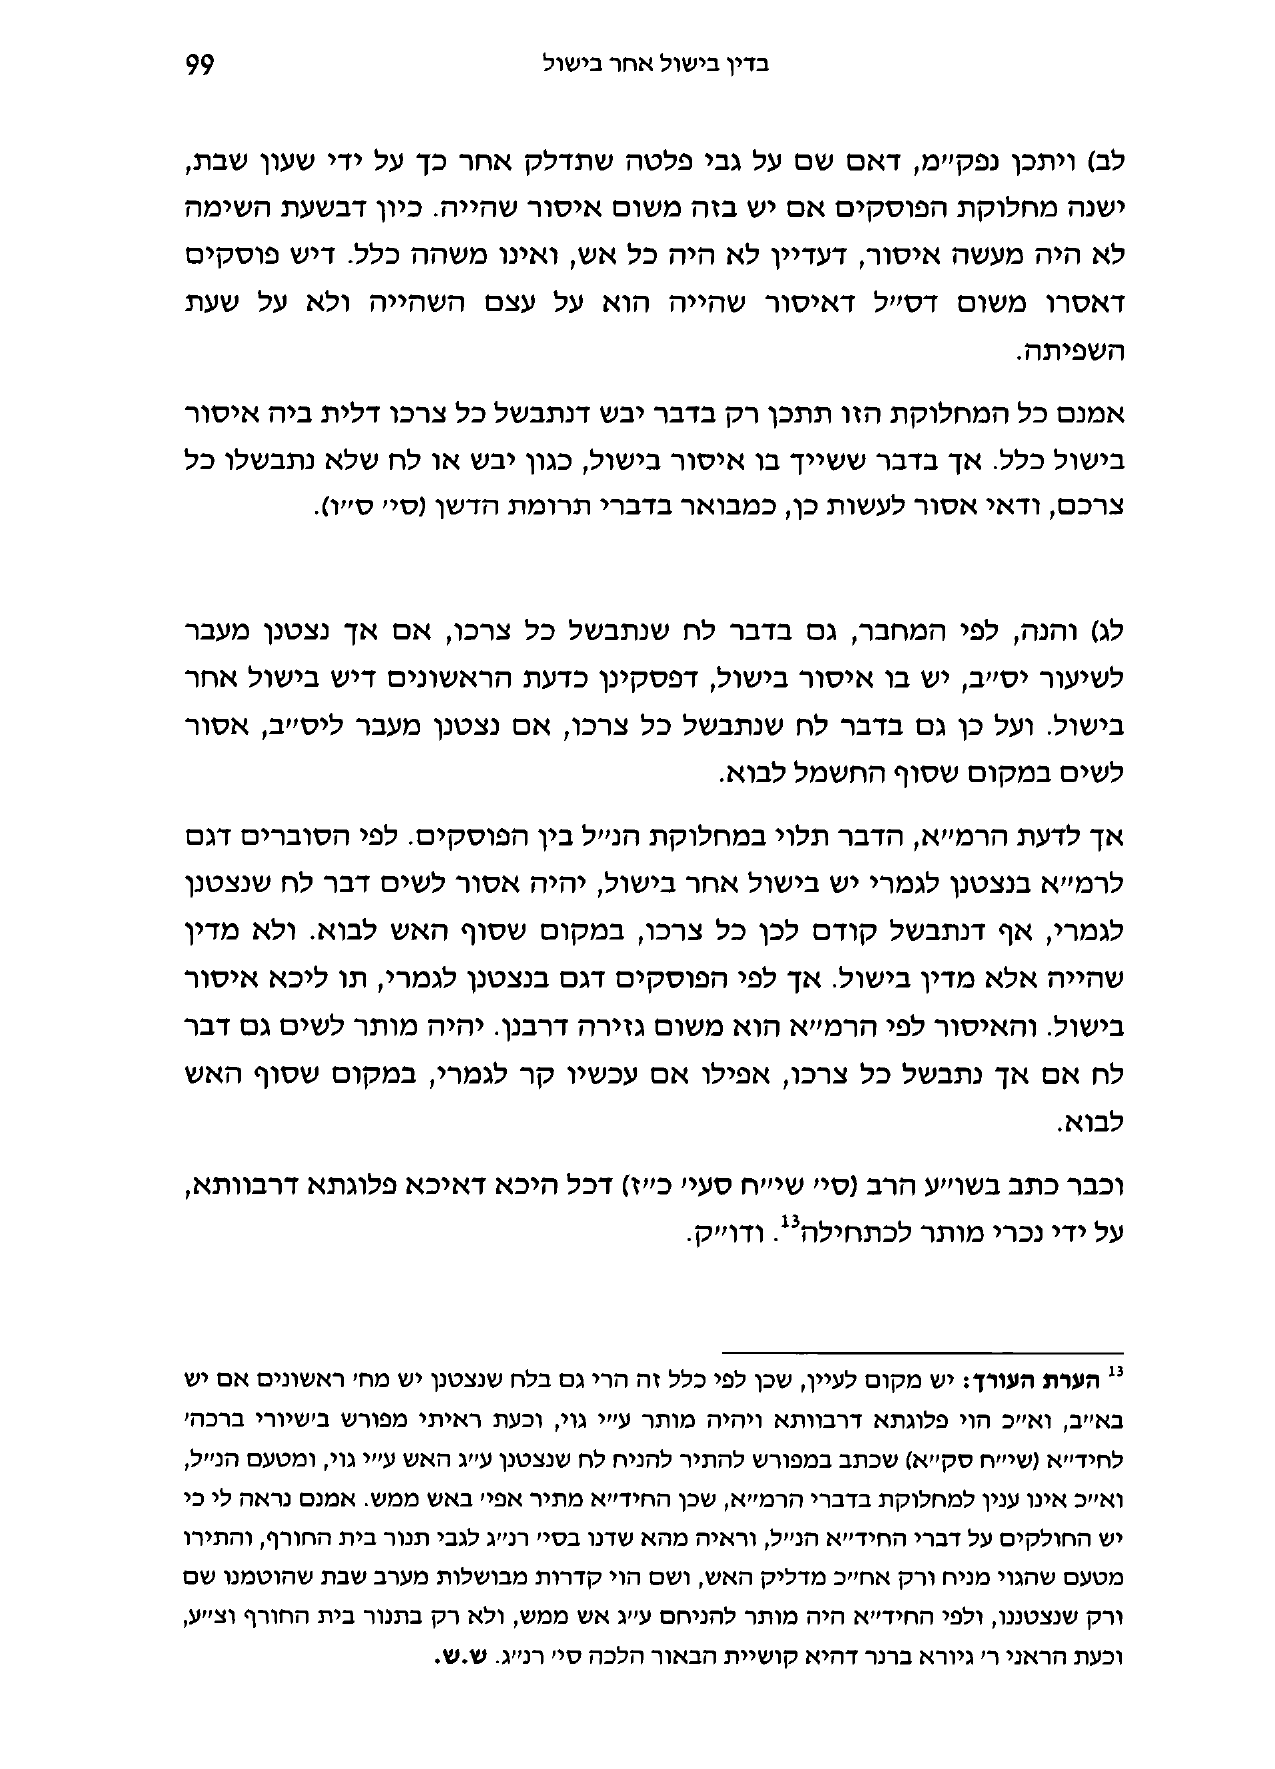 בדין בישול אחר בישול 99
לב) ויתכן נפק״מ, דאם שם על גבי פלטה שתדלק אחר כך על ידי שעון שבת,
ישנה מחלוקת הפוסקים אם יש בזה משום איסור שהייה. כיון דבשעת השימה
לא היה מעשה איסור, דעדיין לא היה כל אש, ואינו משהה כלל. דיש פוסקים
דאסרו משום דס״ל דאיסור שהייה הוא על עצם השהייה ולא על שעת
השפיתה.
אמנם כל המחלוקת הזו תתכן רק בדבר יבש דנתבשל כל צרכו דלית ביה איסור
בישול כלל. אך בדבר ששייך בו איסור בישול, כגון יבש או לח שלא נתבשלו כל
צרכם, ודאי אסור לעשות כן, כמבואר בדברי תרומת הדשן (סי׳ ס״ו).
לג) והנה, לפי המחבר, גם בדבר לח שנתבשל כל צרכו, אם אך נצטנן מעבר
לשיעור יס״ב, יש בו איסור בישול, דפסקינן כדעת הראשונים דיש בישול אחר
בישול. ועל כן גם בדבר לח שנתבשל כל צרכו, אם נצטנן מעבר ליס״ב, אסור
לשים במקום שסוף החשמל לבוא.
אך לדעת הרמ״א, הדבר תלוי במחלוקת הנ״ל בין הפוסקים. לפי הסוברים דגם
לרמ״א בנצטנן לגמרי יש בישול אחר בישול, יהיה אסור לשים דבר לח שנצטנן
לגמרי, אף דנתבשל קודם לכן כל צרכו, במקום שסוף האש לבוא. ולא מדין
שהייה אלא מדין בישול. אך לפי הפוסקים דגם בנצטנן לגמרי, תו ליכא איסור
בישול. והאיסור לפי הרמ״א הוא משום גזירה דרבנן. יהיה מותר לשים גם דבר
לח אם אך נתבשל כל צרכו, אפילו אם עכשיו קר לגמרי, במקום שסוף האש
לבוא.
וכבר כתב בשו״ע הרב (סי׳ שי״ח סעי׳ כ״ז) דכל היכא דאיכא פלוגתא דרבוותא,
על ידי נכרי מותר לכתחילה13. ודו״ק.
13 הערת העורך: יש מקום לעיין, שכן לפי כלל זה הרי גם בלח שנצטנן יש מח׳ ראשונים אם יש
בא״ב, וא״כ הוי פלוגתא דרבוותא ויהיה מותר ע״י גוי, וכעת ראיתי מפורש ב׳שיורי ברכה׳
לחיד״א (שי״ח סק״א) שכתב במפורש להתיר להניח לח שנצטנן ע״ג האש ע״י גוי, ומטעם הנ״ל,
וא״כ אינו ענין למחלוקת בדברי הרמ״א, שכן החיד״א מתיר אפי׳ באש ממש. אמנם נראה לי כי
יש החולקים על דברי החיד״א הנ״ל, וראיה מהא שדנו בסי׳ רנ״ג לגבי תנור בית החורף, והתירו
מטעם שהגוי מניח ורק אח״כ מדליק האש, ושם הוי קדרות מבושלות מערב שבת שהוטמנו שם
ורק שנצטננו, ולפי החיד״א היה מותר להניחם ע״ג אש ממש, ולא רק בתנור בית החורף וצ״ע,
וכעת הראני ר׳ גיורא ברנר דהיא קושיית הבאור הלכה סי׳ רנ״ג. ש.ש.